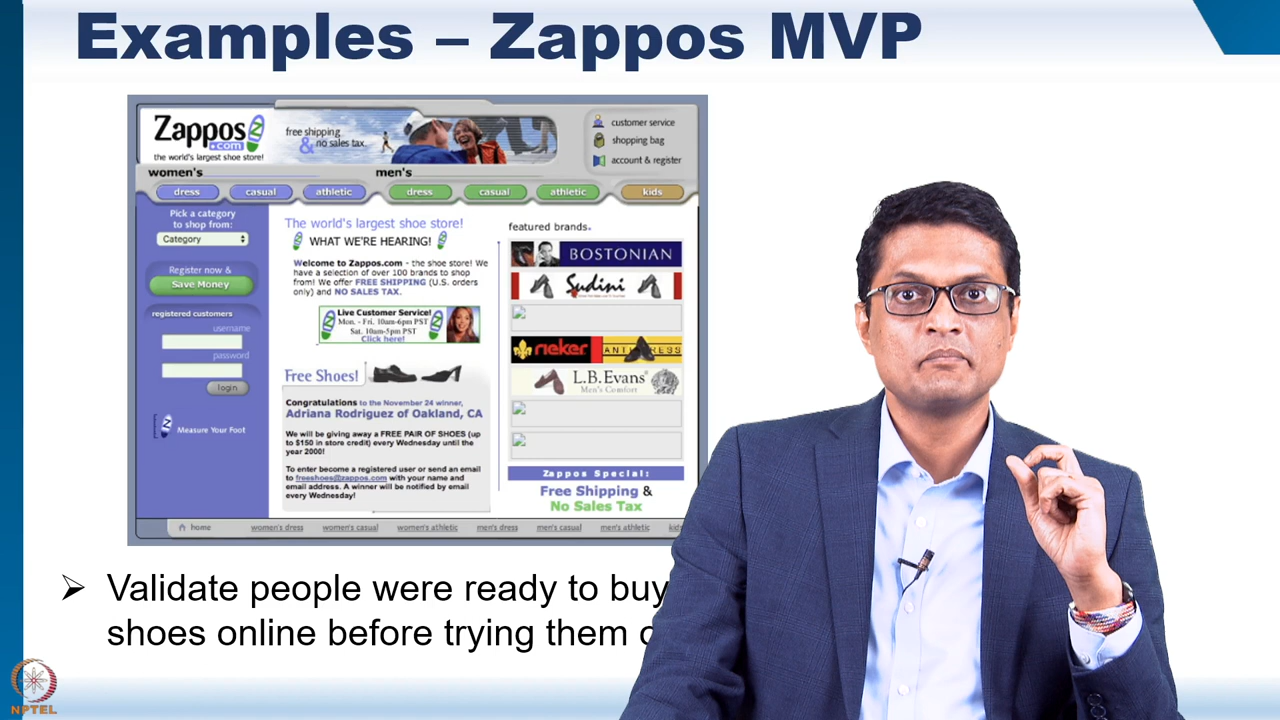 Examples – Zappos MVP
Zappos
.com
the world's largest shoe store!
free shipping
& no sales tax.
customer service
shopping bag
account & register
women's
men's
dress
casual
athletic
dress
casual
athletic
kids
Pick a category
to shop from:
Category
Register now &
Save Money
registered customers
username
password
login
Measure Your Foot
The world's largest shoe store!
WHAT WE'RE HEARING!
Welcome to Zappos.com - the shoe store! We
have a selection of over 100 brands to shop
from! We offer FREE SHIPPING (U.S. orders
only) and NO SALES TAX.
Live Customer Service!
Mon. - Fri. 10am-6pm PST
Sat. 10am-5pm PST
Click here!
Free Shoes!
Congratulations to the November 24 winner,
Adriana Rodriguez of Oakland, CA
We will be giving away a FREE PAIR OF SHOES (up
to $150 in store credit) every Wednesday until the
year 2000!
To enter become a registered user or send an email
to freeshoes@zappos.com with your name and
email address. A winner will be notified by email
every Wednesday!
featured brands.
BOSTONIAN
Sudini
rieker
L.B.Evans
Men's Comfort
Zappos Special:
Free Shipping &
No Sales Tax
home
women's dress
women's casual
women's athletic
men's dress
men's casual
men's athletic
➢ Validate people were ready to buy
shoes online before trying them
NPTEL